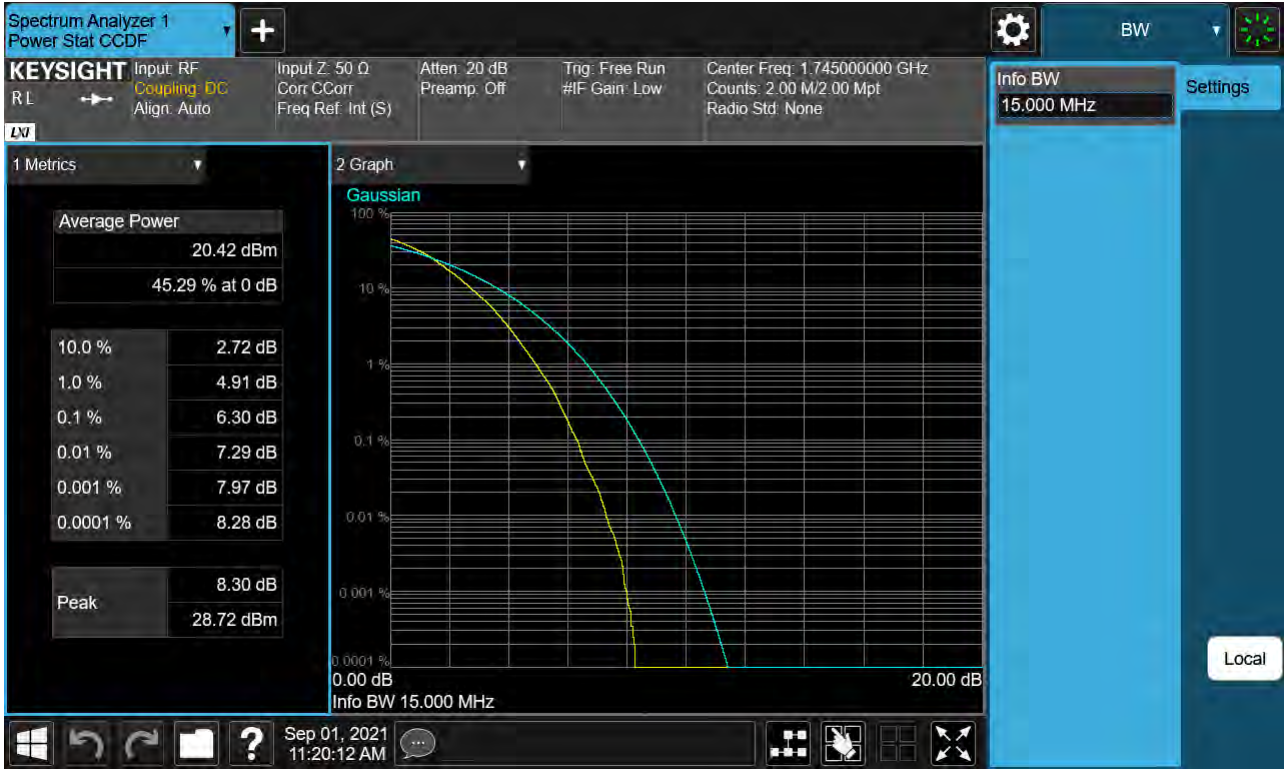 Spectrum Analyzer 1
Power Stat CCDF
BW
KEYSIGHT
R L
LXI
Input: RF
Coupling: DC
Align: Auto
Input Z: 50 Ω
Corr CCorr
Freq Ref: Int (S)
Atten: 20 dB
Preamp: Off
Trig: Free Run
#IF Gain: Low
Center Freq: 1.745000000 GHz
Counts: 2.00 M/2.00 Mpt
Radio Std: None
Info BW
15.000 MHz
Settings
1 Metrics
Average Power
20.42 dBm
45.29 % at 0 dB
10.0 % 2.72 dB
1.0 % 4.91 dB
0.1 % 6.30 dB
0.01 % 7.29 dB
0.001 % 7.97 dB
0.0001 % 8.28 dB
Peak
8.30 dB
28.72 dBm
2 Graph
Gaussian
100 %
10 %
1 %
0.1 %
0.01 %
0.001 %
0.0001 %
0.00 dB 20.00 dB
Info BW 15.000 MHz
Local
?
Sep 01, 2021
11:20:12 AM